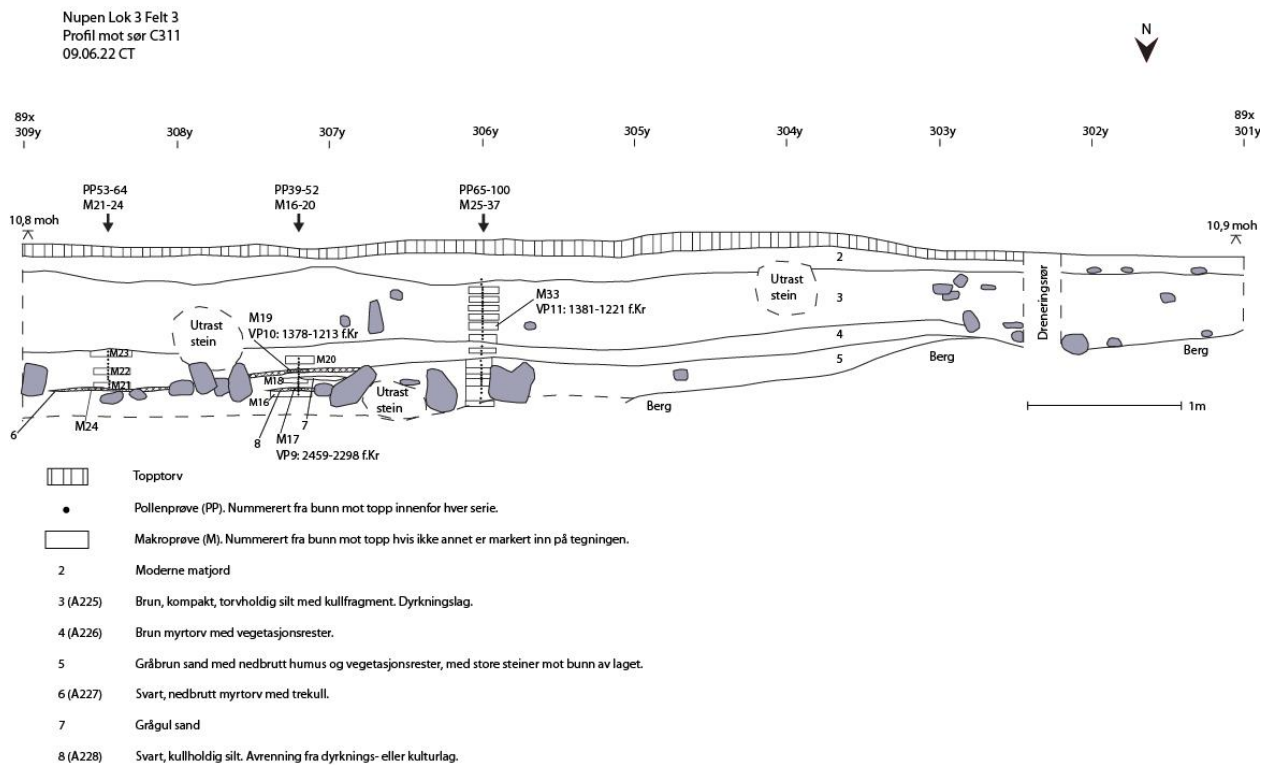 Nupen Lok 3 Felt 3
Profil mot sør C311
09.06.22 CT
N
89x
309y
308y
307y
306y
305y
304y
303y
302y
89x
301y
PP53-64
M21-24
PP39-52
M16-20
PP65-100
M25-37
10,8 moh
10,9 moh
2
Utrast
stein
3
Dreneringsrør
M33
VP11: 1381-1221 f.Kr
M19
VP10: 1378-1213 f.Kr
Utrast
stein
4
M23
M20
5
Berg
Berg
M22
M18
M21
M16
Utrast
stein
Berg
1m
M24
7
6
8
M17
VP9: 2459-2298 f.Kr
Topptorv
Pollenprøve (PP). Nummerert fra bunn mot topp innenfor hver serie.
Makroprøve (M). Nummerert fra bunn mot topp hvis ikke annet er markert inn på tegningen.
2 Moderne matjord
3 (A225) Brun, kompakt, torvholdig silt med kullfragment. Dyrkningslag.
4 (A226) Brun myrtorv med vegetasjonsrester.
5 Gråbrun sand med nedbrutt humus og vegetasjonsrester, med store steiner mot bunn av laget.
6 (A227) Svart, nedbrutt myrtorv med trekull.
7 Grågul sand
8 (A228) Svart, kullholdig silt. Avrenning fra dyrknings- eller kulturlag.